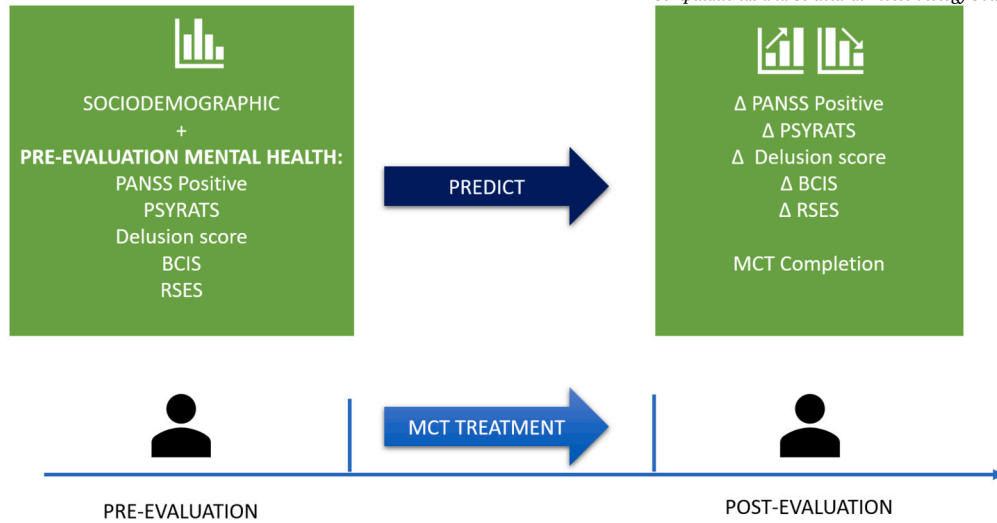 SOCIODEMOGRAPHIC
+
PRE-EVALUATION MENTAL HEALTH:
PANSS Positive
PSYRATS
Delusion score
BCIS
RSES
PREDICT
Δ PANSS Positive
Δ PSYRATS
Δ Delusion score
Δ BCIS
Δ RSES
MCT Completion
MCT TREATMENT
PRE-EVALUATION
POST-EVALUATION